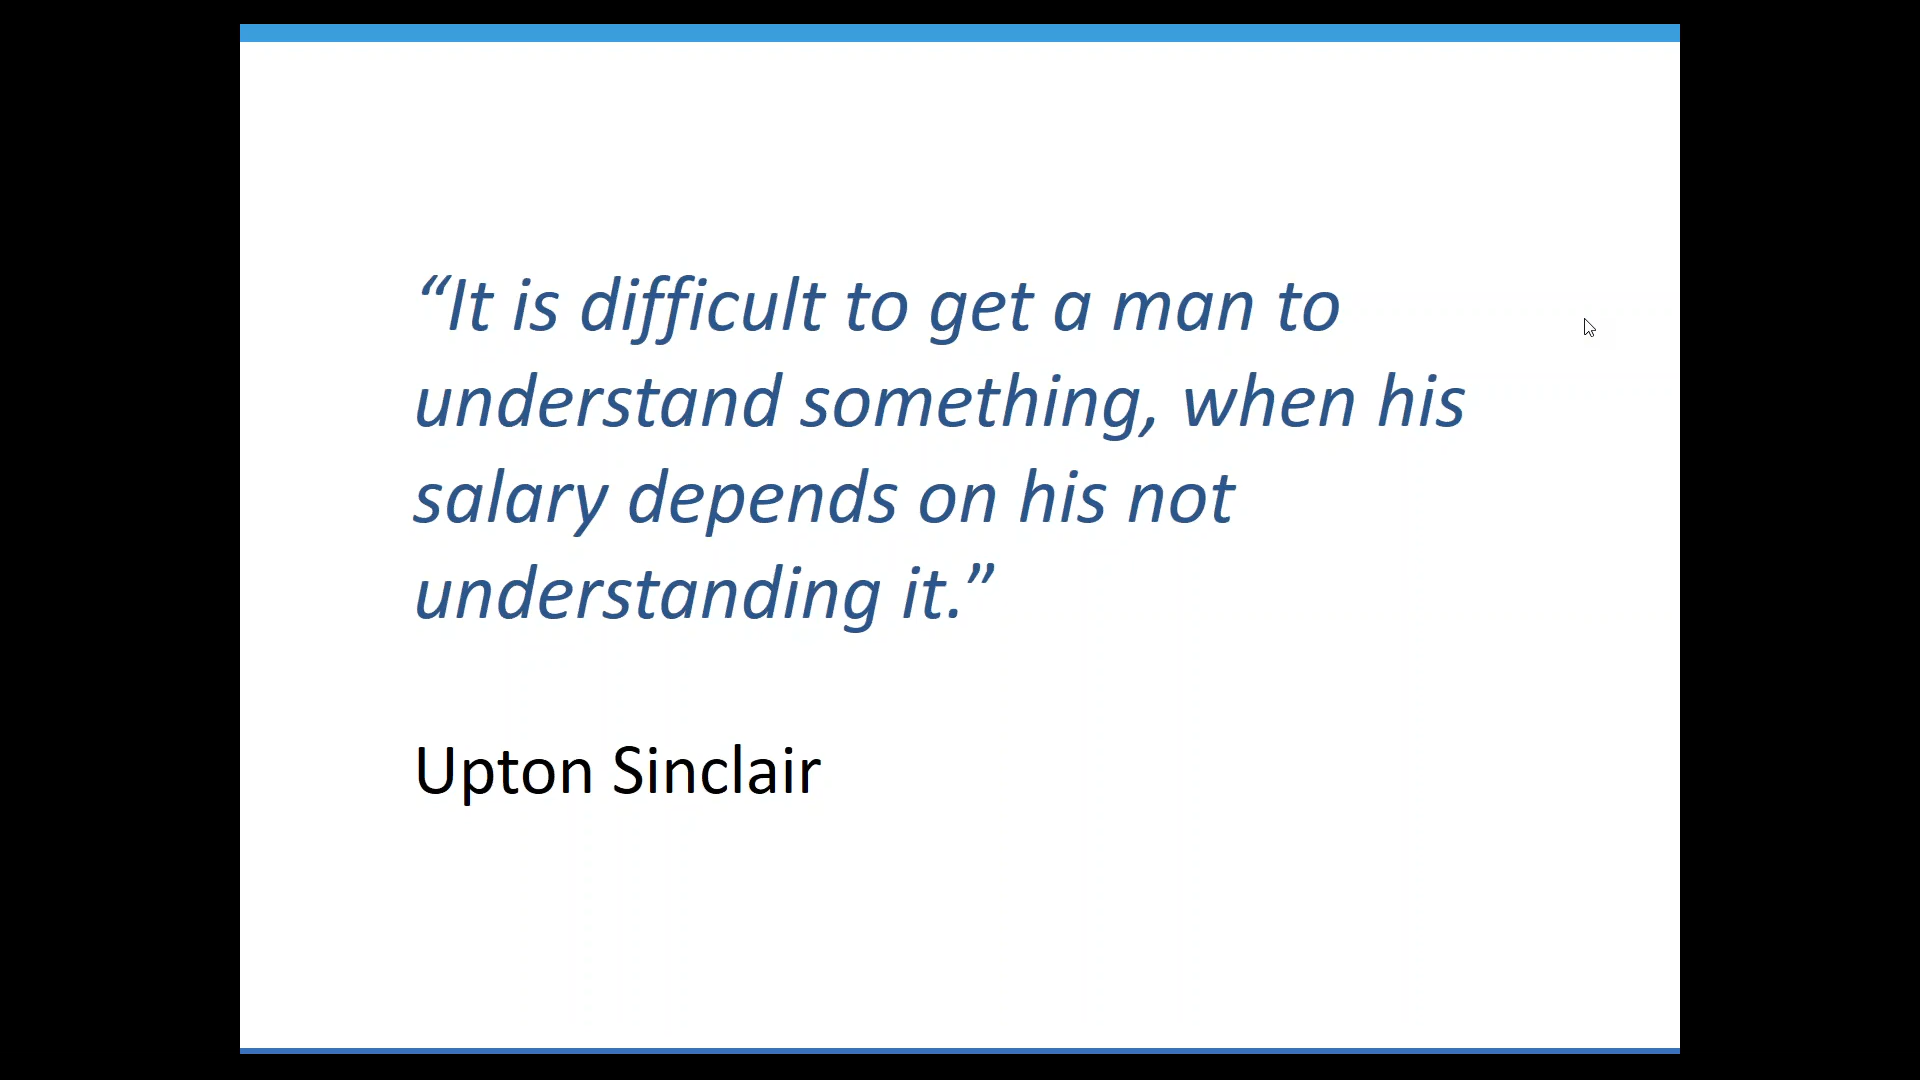 “It is difficult to get a man to
understand something, when his
salary depends on his not
understanding it.”
Upton Sinclair